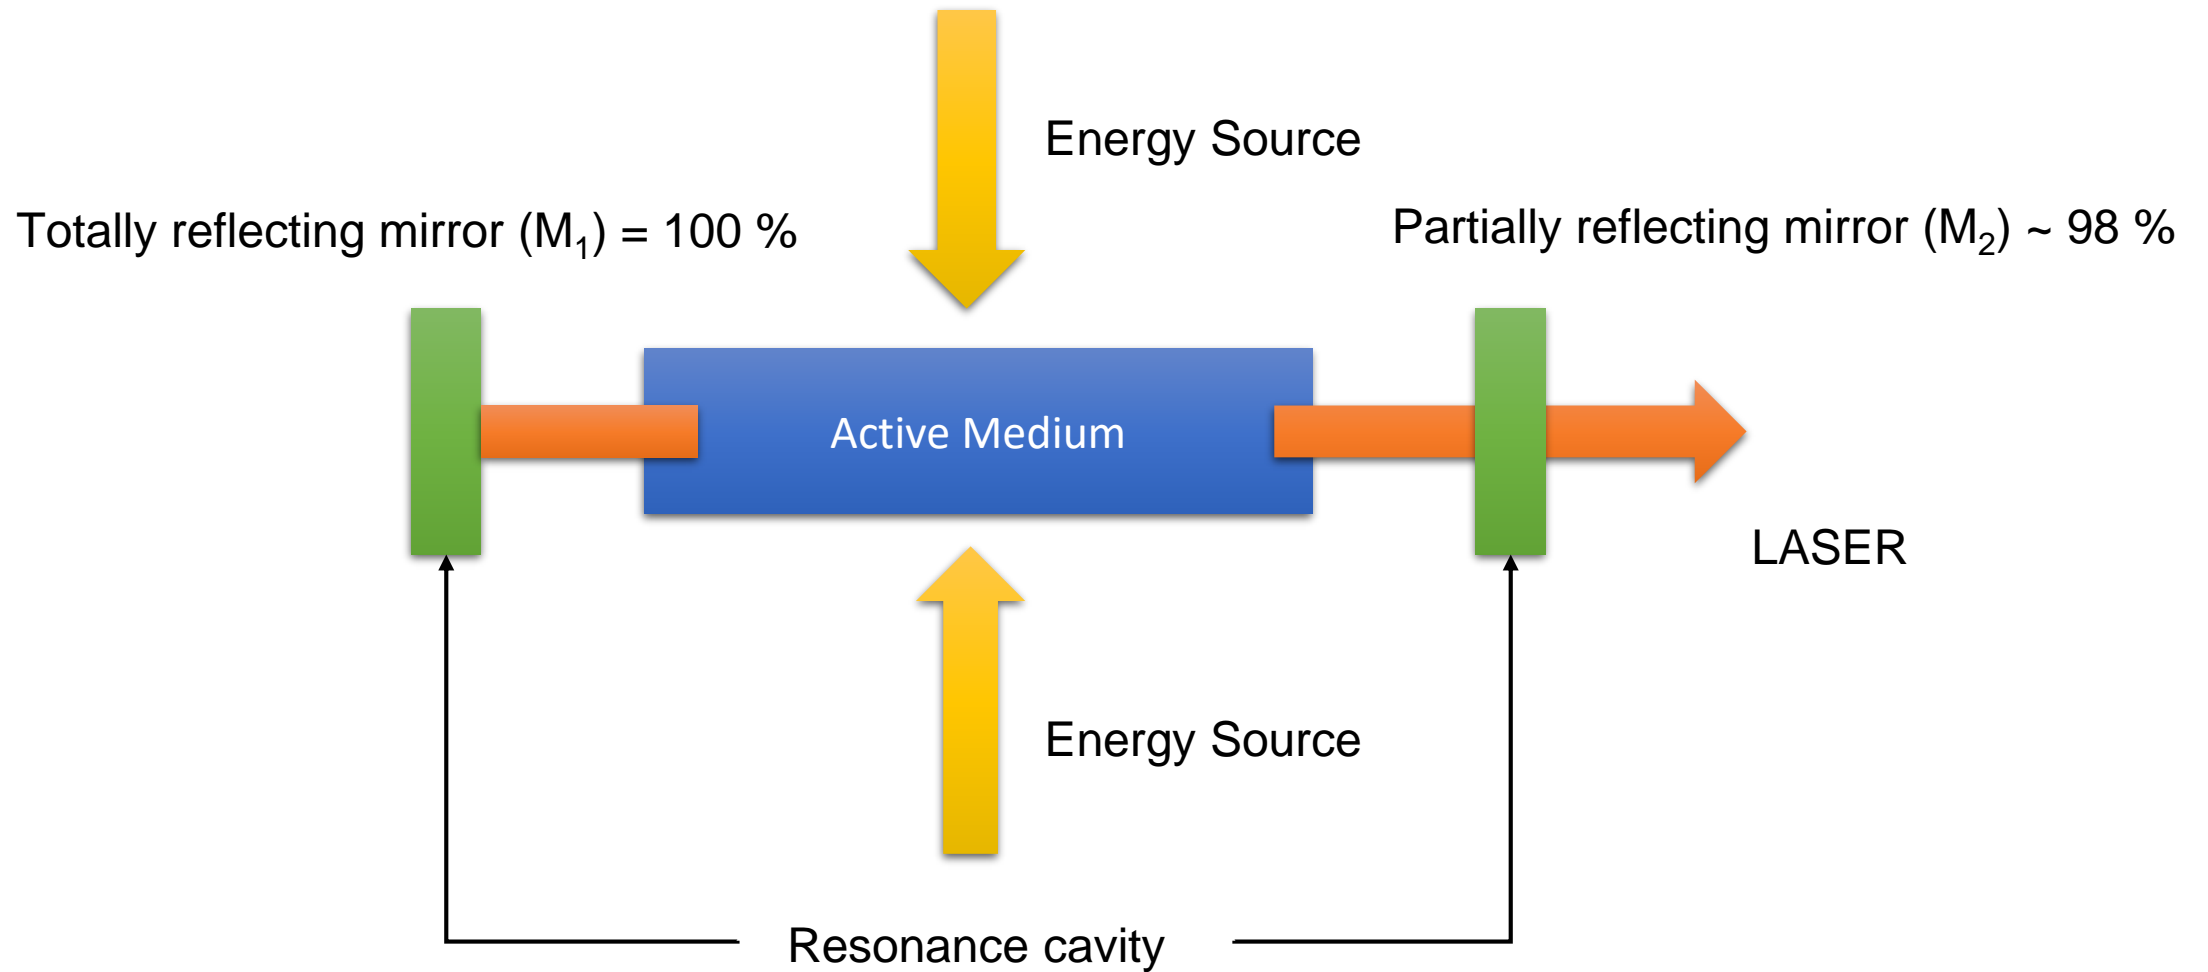 Energy Source
Totally reflecting mirror (M₁) = 100 %
Partially reflecting mirror (M₂) ~ 98 %
Active Medium
LASER
Energy Source
Resonance cavity